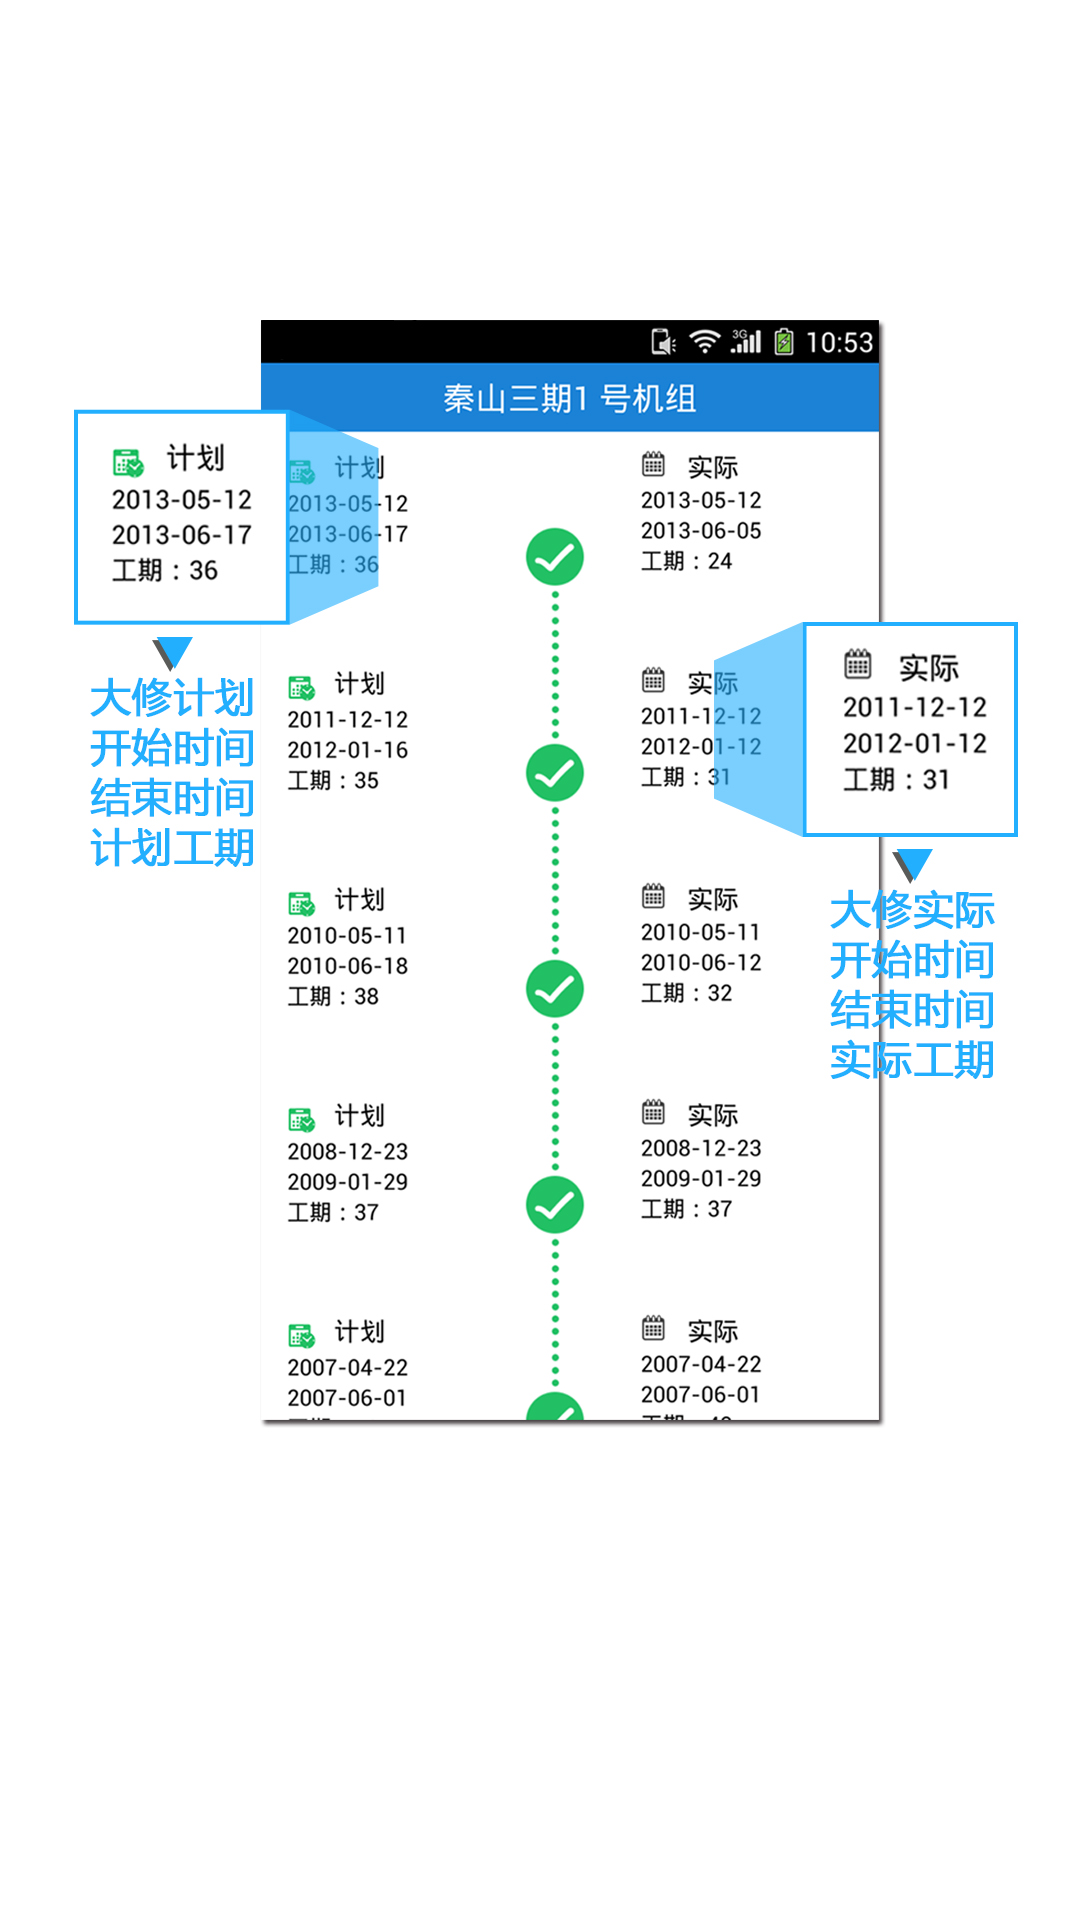 3G 10:53
秦山三期1 号机组
计划
2013-05-12
2013-06-17
工期：36
大修计划
开始时间
结束时间
计划工期
计划
2013-05-12
2013-06-17
工期：36
实际
2013-05-12
2013-06-05
工期：24
计划
2011-12-12
2012-01-16
工期：35
实际
2011-12-12
2012-01-12
工期：31
实际
2011-12-12
2012-01-12
工期：31
大修实际
开始时间
结束时间
实际工期
计划
2010-05-11
2010-06-18
工期：38
实际
2010-05-11
2010-06-12
工期：32
计划
2008-12-23
2009-01-29
工期：37
实际
2008-12-23
2009-01-29
工期：37
计划
2007-04-22
2007-06-01
实际
2007-04-22
2007-06-01